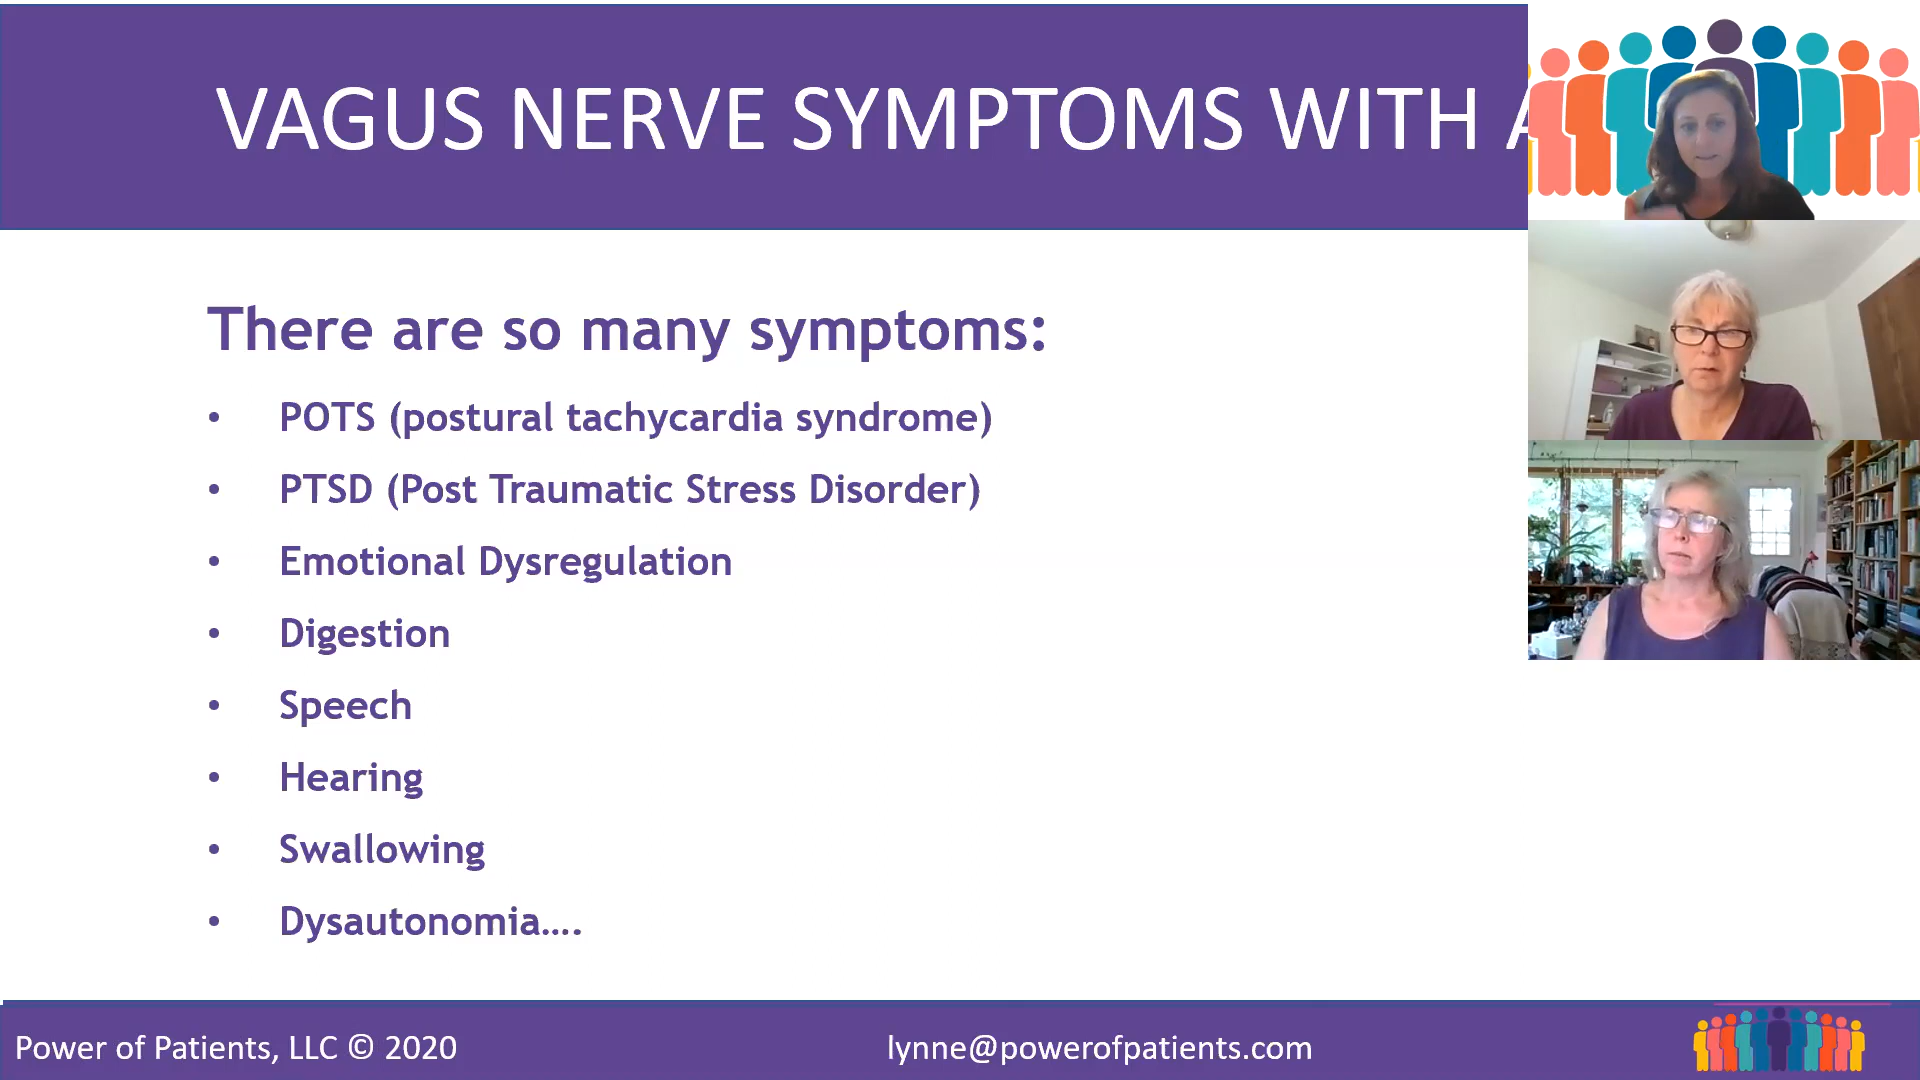 VAGUS NERVE SYMPTOMS WITH A
There are so many symptoms:
• POTS (postural tachycardia syndrome)
• PTSD (Post Traumatic Stress Disorder)
• Emotional Dysregulation
• Digestion
• Speech
• Hearing
• Swallowing
• Dysautonomia....
Power of Patients, LLC © 2020
lynne@powerofpatients.com